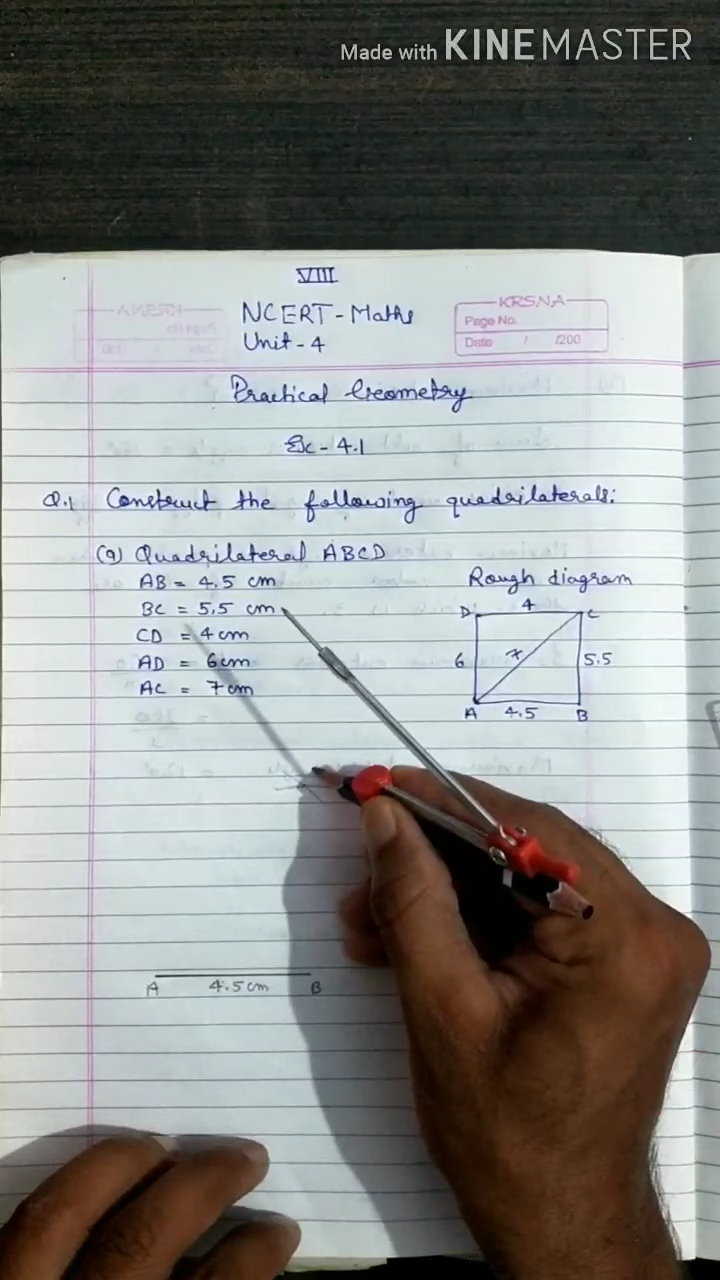 Made with KINEMASTER
VIII
NCERT - Maths
Unit - 4
KRSNA
Page No.
Date / /200
Practical Geometry
Ex - 4.1
Q.1 Construct the following quadrilaterals:
(a) Quadrilateral ABCD
AB = 4.5 cm
BC = 5.5 cm
CD = 4 cm
AD = 6 cm
AC = 7 cm
Rough diagram
D 4 C
6 7 5.5
A 4.5 B
A 4.5 cm B